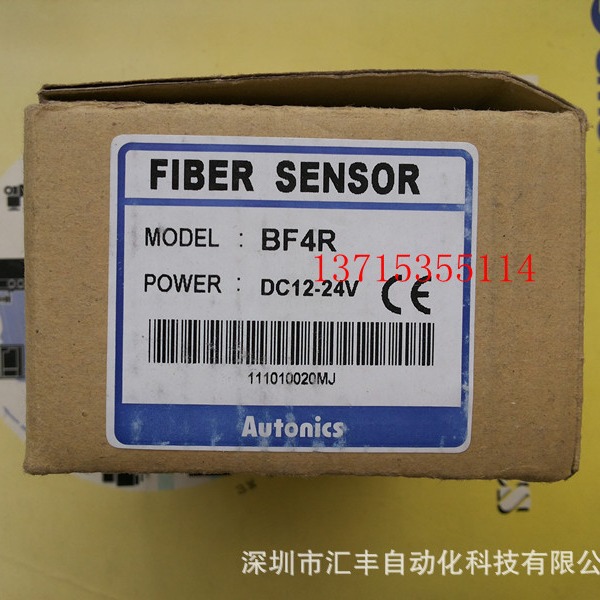 FIBER SENSOR
MODEL : BF4R
13715355114
POWER : DC12-24V CE
111010020MJ
Autonics
深圳市汇丰自动化科技有限公